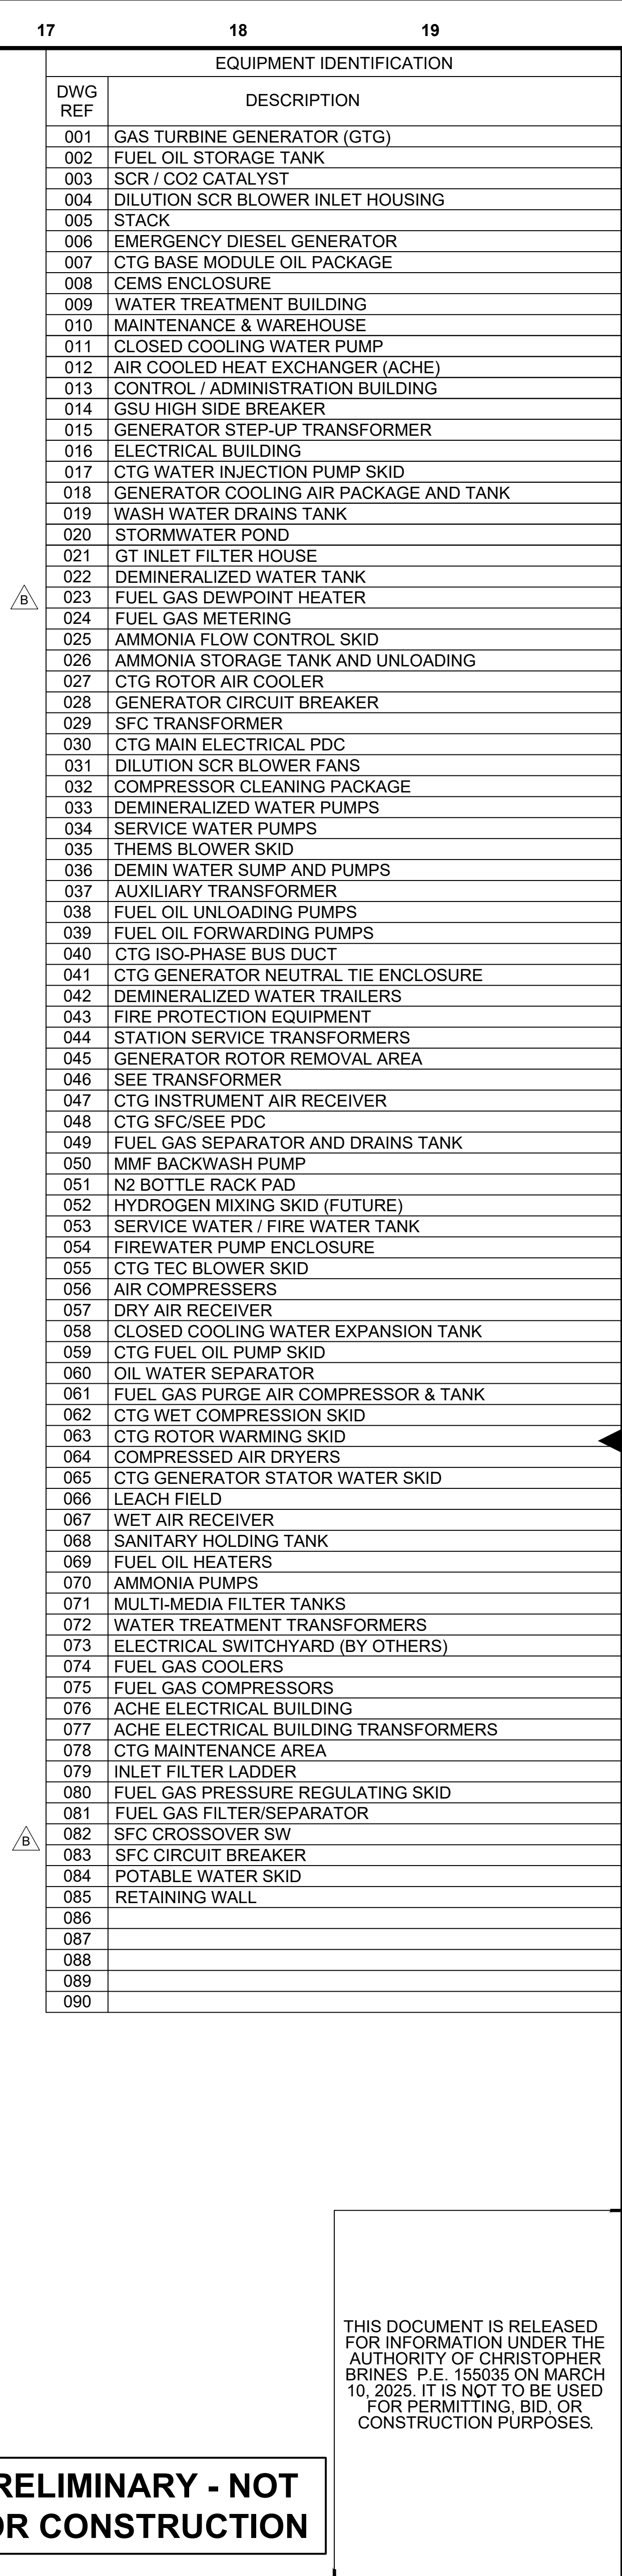 17 18 19
EQUIPMENT IDENTIFICATION
DWG
REF
DESCRIPTION
001 GAS TURBINE GENERATOR (GTG)
002 FUEL OIL STORAGE TANK
003 SCR / CO2 CATALYST
004 DILUTION SCR BLOWER INLET HOUSING
005 STACK
006 EMERGENCY DIESEL GENERATOR
007 CTG BASE MODULE OIL PACKAGE
008 CEMS ENCLOSURE
009 WATER TREATMENT BUILDING
010 MAINTENANCE & WAREHOUSE
011 CLOSED COOLING WATER PUMP
012 AIR COOLED HEAT EXCHANGER (ACHE)
013 CONTROL / ADMINISTRATION BUILDING
014 GSU HIGH SIDE BREAKER
015 GENERATOR STEP-UP TRANSFORMER
016 ELECTRICAL BUILDING
017 CTG WATER INJECTION PUMP SKID
018 GENERATOR COOLING AIR PACKAGE AND TANK
019 WASH WATER DRAINS TANK
020 STORMWATER POND
021 GT INLET FILTER HOUSE
022 DEMINERALIZED WATER TANK
B 023 FUEL GAS DEWPOINT HEATER
024 FUEL GAS METERING
025 AMMONIA FLOW CONTROL SKID
026 AMMONIA STORAGE TANK AND UNLOADING
027 CTG ROTOR AIR COOLER
028 GENERATOR CIRCUIT BREAKER
029 SFC TRANSFORMER
030 CTG MAIN ELECTRICAL PDC
031 DILUTION SCR BLOWER FANS
032 COMPRESSOR CLEANING PACKAGE
033 DEMINERALIZED WATER PUMPS
034 SERVICE WATER PUMPS
035 THEMS BLOWER SKID
036 DEMIN WATER SUMP AND PUMPS
037 AUXILIARY TRANSFORMER
038 FUEL OIL UNLOADING PUMPS
039 FUEL OIL FORWARDING PUMPS
040 CTG ISO-PHASE BUS DUCT
041 CTG GENERATOR NEUTRAL TIE ENCLOSURE
042 DEMINERALIZED WATER TRAILERS
043 FIRE PROTECTION EQUIPMENT
044 STATION SERVICE TRANSFORMERS
045 GENERATOR ROTOR REMOVAL AREA
046 SEE TRANSFORMER
047 CTG INSTRUMENT AIR RECEIVER
048 CTG SFC/SEE PDC
049 FUEL GAS SEPARATOR AND DRAINS TANK
050 MMF BACKWASH PUMP
051 N2 BOTTLE RACK PAD
052 HYDROGEN MIXING SKID (FUTURE)
053 SERVICE WATER / FIRE WATER TANK
054 FIREWATER PUMP ENCLOSURE
055 CTG TEC BLOWER SKID
056 AIR COMPRESSERS
057 DRY AIR RECEIVER
058 CLOSED COOLING WATER EXPANSION TANK
059 CTG FUEL OIL PUMP SKID
060 OIL WATER SEPARATOR
061 FUEL GAS PURGE AIR COMPRESSOR & TANK
062 CTG WET COMPRESSION SKID
063 CTG ROTOR WARMING SKID
064 COMPRESSED AIR DRYERS
065 CTG GENERATOR STATOR WATER SKID
066 LEACH FIELD
067 WET AIR RECEIVER
068 SANITARY HOLDING TANK
069 FUEL OIL HEATERS
070 AMMONIA PUMPS
071 MULTI-MEDIA FILTER TANKS
072 WATER TREATMENT TRANSFORMERS
073 ELECTRICAL SWITCHYARD (BY OTHERS)
074 FUEL GAS COOLERS
075 FUEL GAS COMPRESSORS
076 ACHE ELECTRICAL BUILDING
077 ACHE ELECTRICAL BUILDING TRANSFORMERS
078 CTG MAINTENANCE AREA
079 INLET FILTER LADDER
080 FUEL GAS PRESSURE REGULATING SKID
081 FUEL GAS FILTER/SEPARATOR
B 082 SFC CROSSOVER SW
083 SFC CIRCUIT BREAKER
084 POTABLE WATER SKID
085 RETAINING WALL
086
087
088
089
090
THIS DOCUMENT IS RELEASED
FOR INFORMATION UNDER THE
AUTHORITY OF CHRISTOPHER
BRINES P.E. 155035 ON MARCH
10, 2025. IT IS NOT TO BE USED
FOR PERMITTING, BID, OR
CONSTRUCTION PURPOSES.
RELIMINARY - NOT
OR CONSTRUCTION